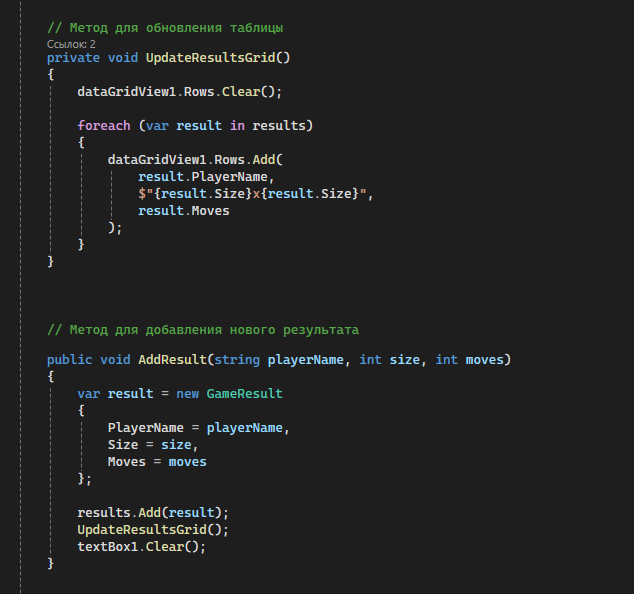 // Метод для обновления таблицы
Ссылок: 2
private void UpdateResultsGrid()
{
dataGridView1.Rows.Clear();
foreach (var result in results)
{
dataGridView1.Rows.Add(
result.PlayerName,
$"{result.Size}x{result.Size}",
result.Moves
);
}
}
// Метод для добавления нового результата
public void AddResult(string playerName, int size, int moves)
{
var result = new GameResult
{
PlayerName = playerName,
Size = size,
Moves = moves
};
results.Add(result);
UpdateResultsGrid();
textBox1.Clear();
}